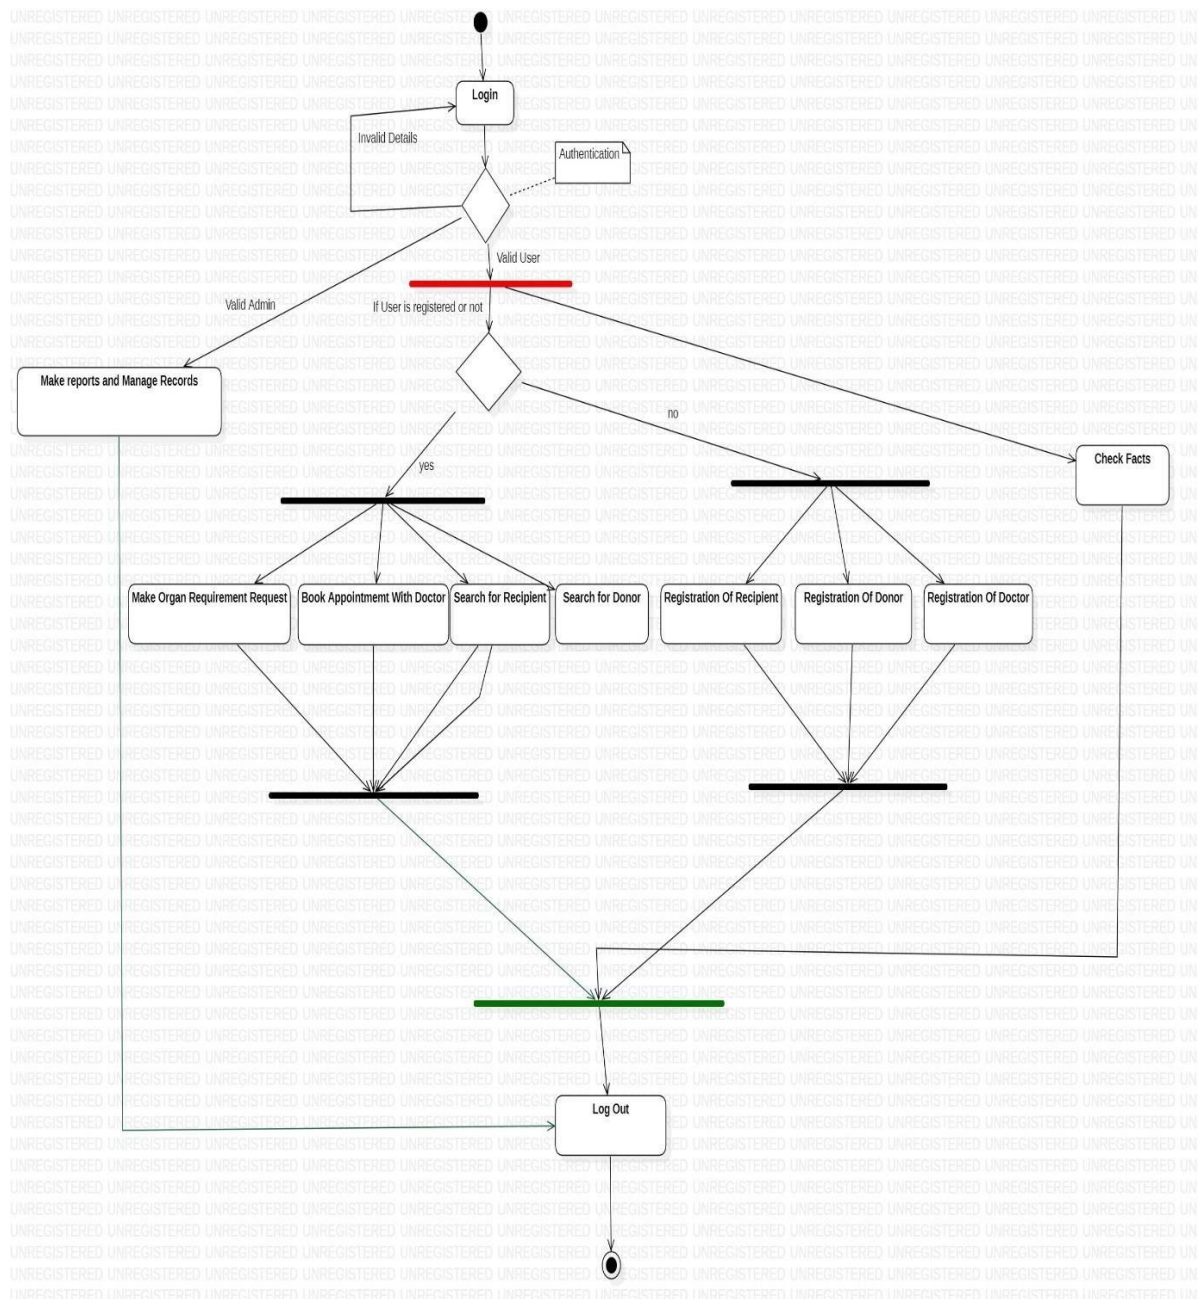 Login
Invalid Details
Authentication
Valid User
Valid Admin
If User is registered or not
Make reports and Manage Records
no
Check Facts
yes
Make Organ Requirement Request
Book Appointmemt With Doctor
Search for Recipient
Search for Donor
Registration Of Recipient
Registration Of Donor
Registration Of Doctor
Log Out
UNREGISTERED